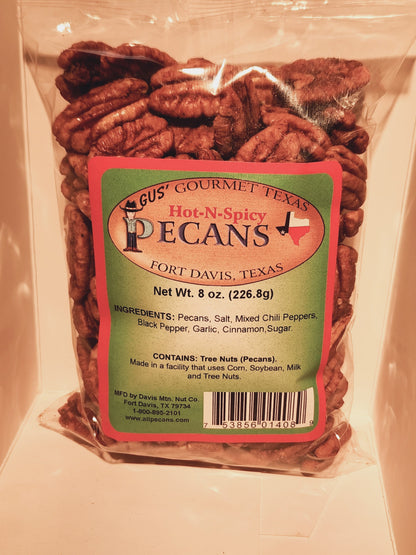 GUS' GOURMET TEXAS
Hot-N-Spicy
PECANS
FORT DAVIS, TEXAS
Net Wt. 8 oz. (226.8g)
INGREDIENTS: Pecans, Salt, Mixed Chili Peppers,
Black Pepper, Garlic, Cinnamon,Sugar.
CONTAINS: Tree Nuts (Pecans).
Made in a facility that uses Corn, Soybean, Milk
and Tree Nuts.
MFG by Davis Mtn. Nut Co.
Fort Davis, TX 79734
1-800-895-2101
www.allpecans.com
7 53856 01408 9